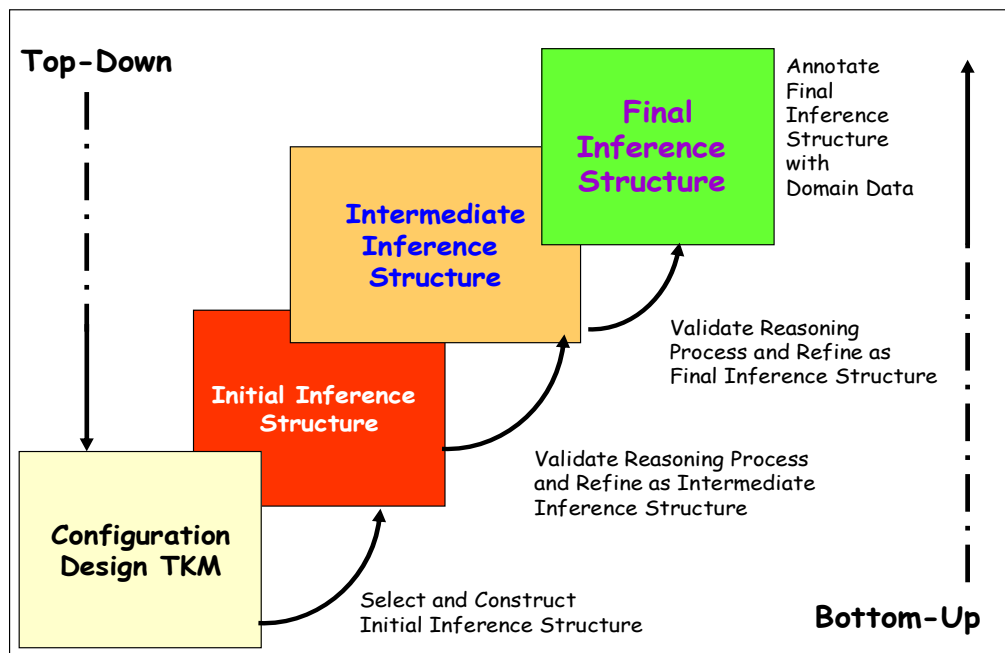 Top-Down
Final
Inference
Structure
Annotate
Final
Inference
Structure
with
Domain Data
Intermediate
Inference
Structure
Validate Reasoning
Process and Refine as
Final Inference Structure
Initial Inference
Structure
Validate Reasoning Process
and Refine as Intermediate
Inference Structure
Configuration
Design TKM
Select and Construct
Initial Inference Structure
Bottom-Up